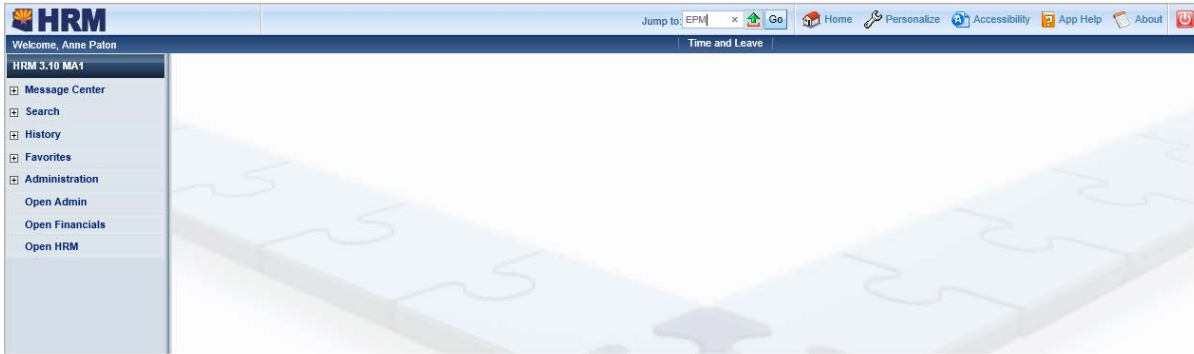 HRM
Jump to: EPM × Go Home Personalize Accessibility App Help About
Welcome, Anne Paton Time and Leave
HRM 3.10 MA1
Message Center
Search
History
Favorites
Administration
Open Admin
Open Financials
Open HRM